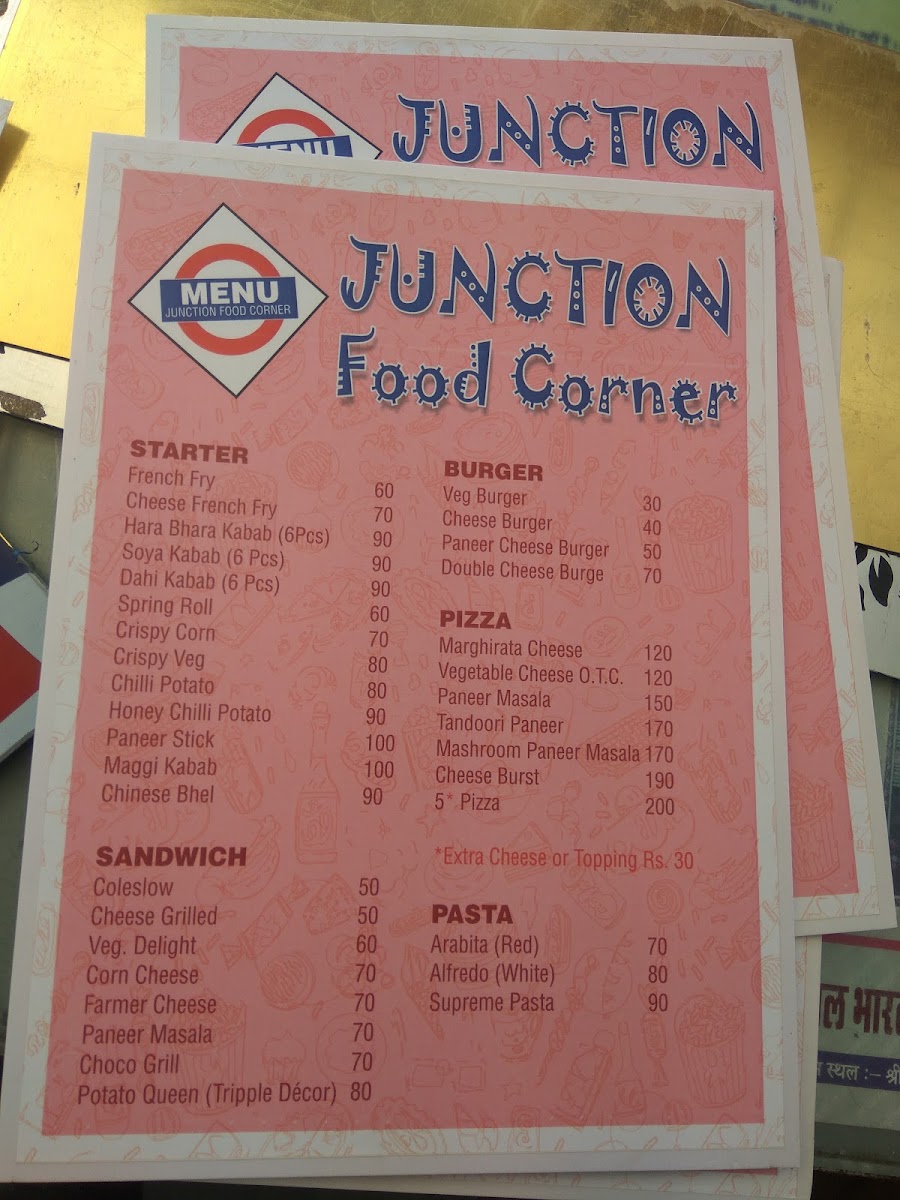 JUNCTION
MENU
MENU
JUNCTION FOOD CORNER
JUNCTION
Food Corner
STARTER
French Fry 60
Cheese French Fry 70
Hara Bhara Kabab (6Pcs) 90
Soya Kabab (6 Pcs) 90
Dahi Kabab (6 Pcs) 90
Spring Roll 60
Crispy Corn 70
Crispy Veg 80
Chilli Potato 80
Honey Chilli Potato 90
Paneer Stick 100
Maggi Kabab 100
Chinese Bhel 90
SANDWICH
Coleslow 50
Cheese Grilled 50
Veg. Delight 60
Corn Cheese 70
Farmer Cheese 70
Paneer Masala 70
Choco Grill 70
Potato Queen (Tripple Décor) 80
BURGER
Veg Burger 30
Cheese Burger 40
Paneer Cheese Burger 50
Double Cheese Burge 70
PIZZA
Marghirata Cheese 120
Vegetable Cheese O.T.C. 120
Paneer Masala 150
Tandoori Paneer 170
Mashroom Paneer Masala 170
Cheese Burst 190
5* Pizza 200
*Extra Cheese or Topping Rs. 30
PASTA
Arabita (Red) 70
Alfredo (White) 80
Supreme Pasta 90
ल भार
स्थल :– श्री